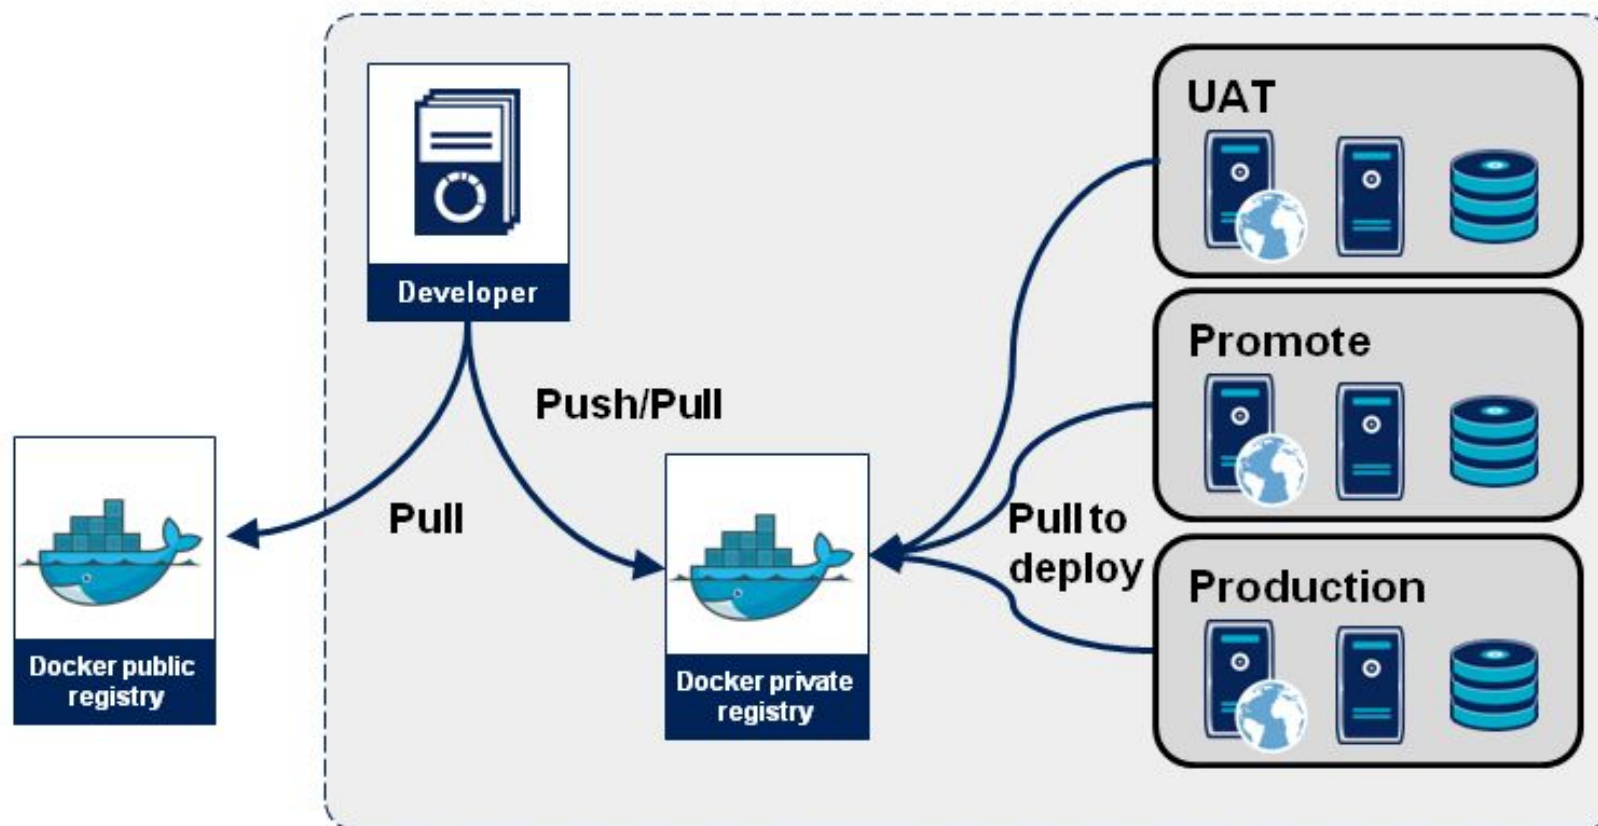 UAT
Developer
Promote
Push/Pull
Pull
Pull to
deploy
Production
Docker public
registry
Docker private
registry